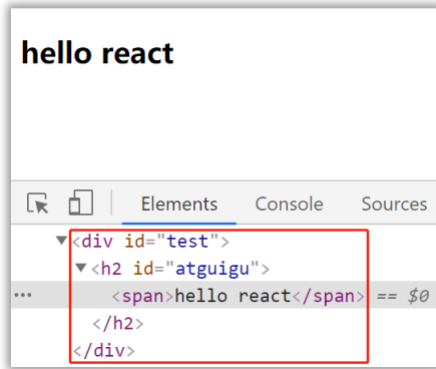 hello react
Elements Console Sources
▼<div id="test">
▼<h2 id="atguigu">
··· <span>hello react</span> == $0
</h2>
</div>